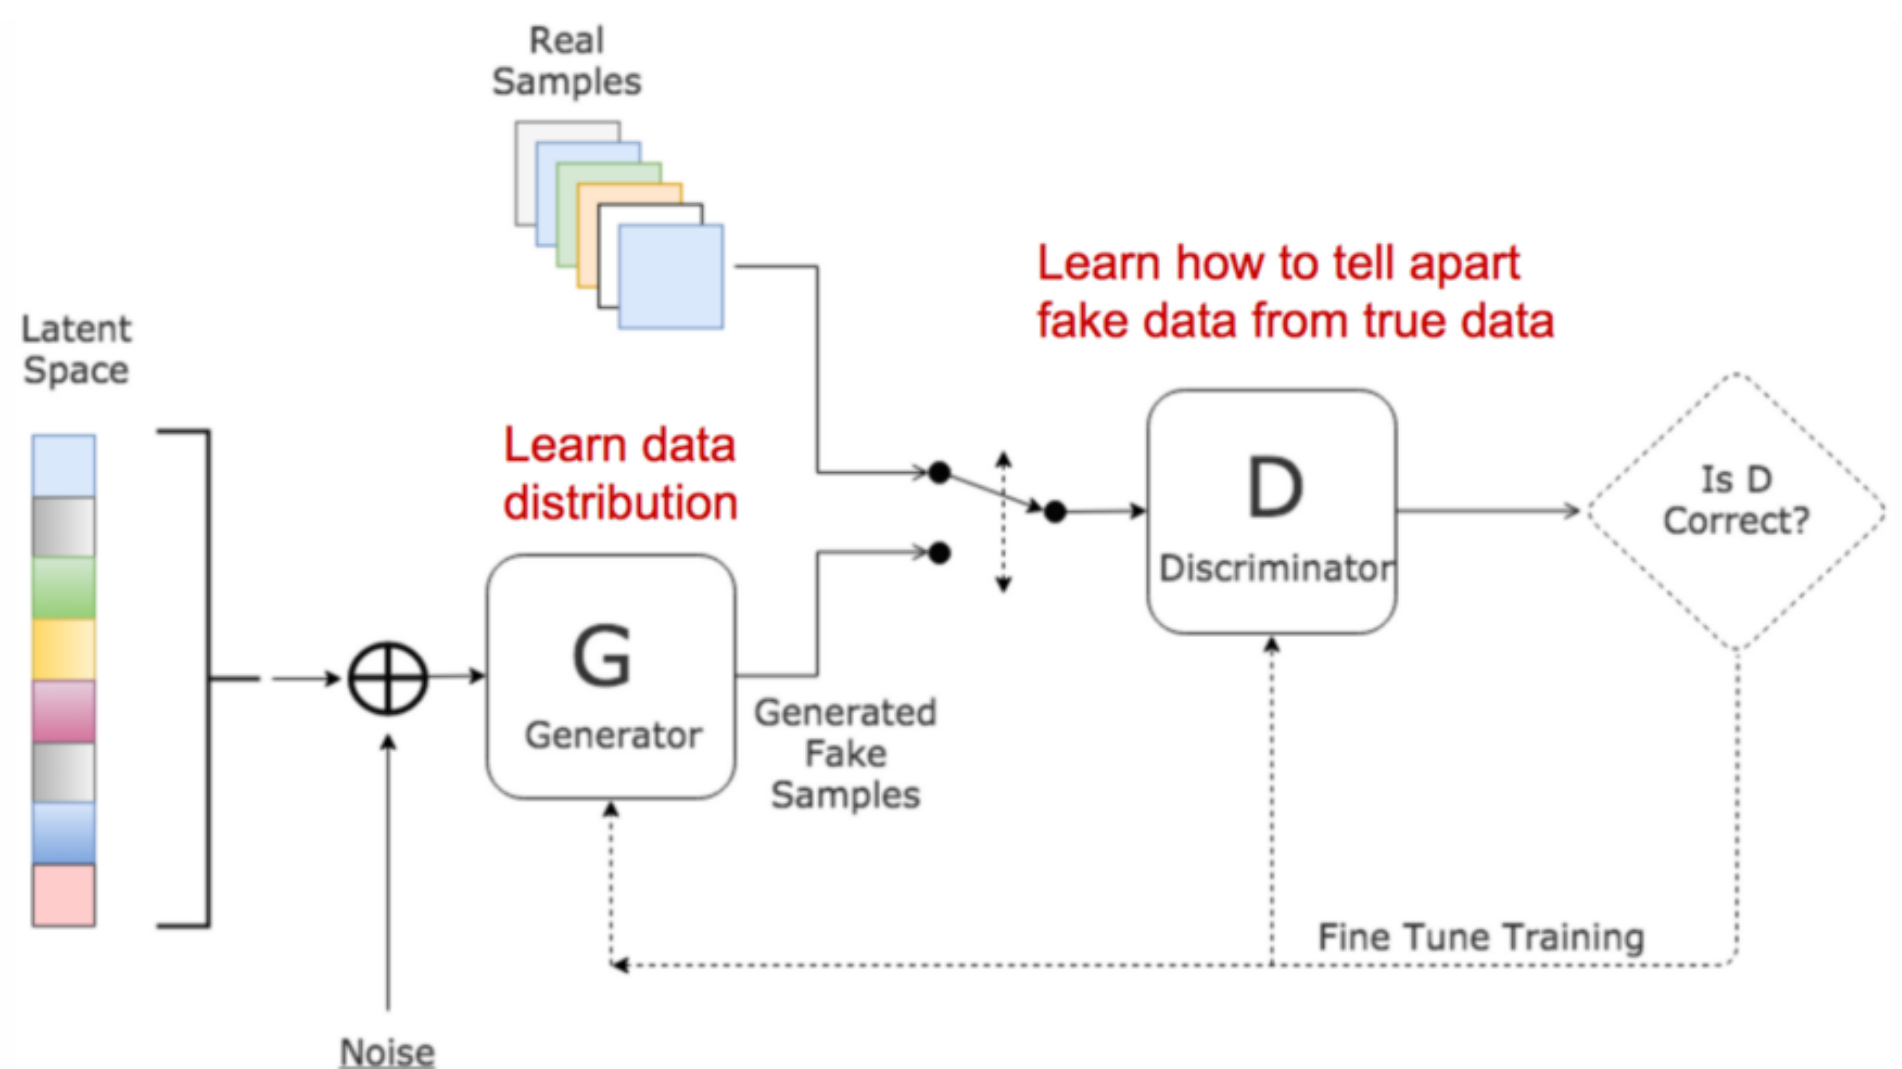 Real
Samples
Learn how to tell apart
fake data from true data
Latent
Space
Learn data
distribution
D
Discriminator
Is D
Correct?
G
Generator
Generated
Fake
Samples
Fine Tune Training
Noise